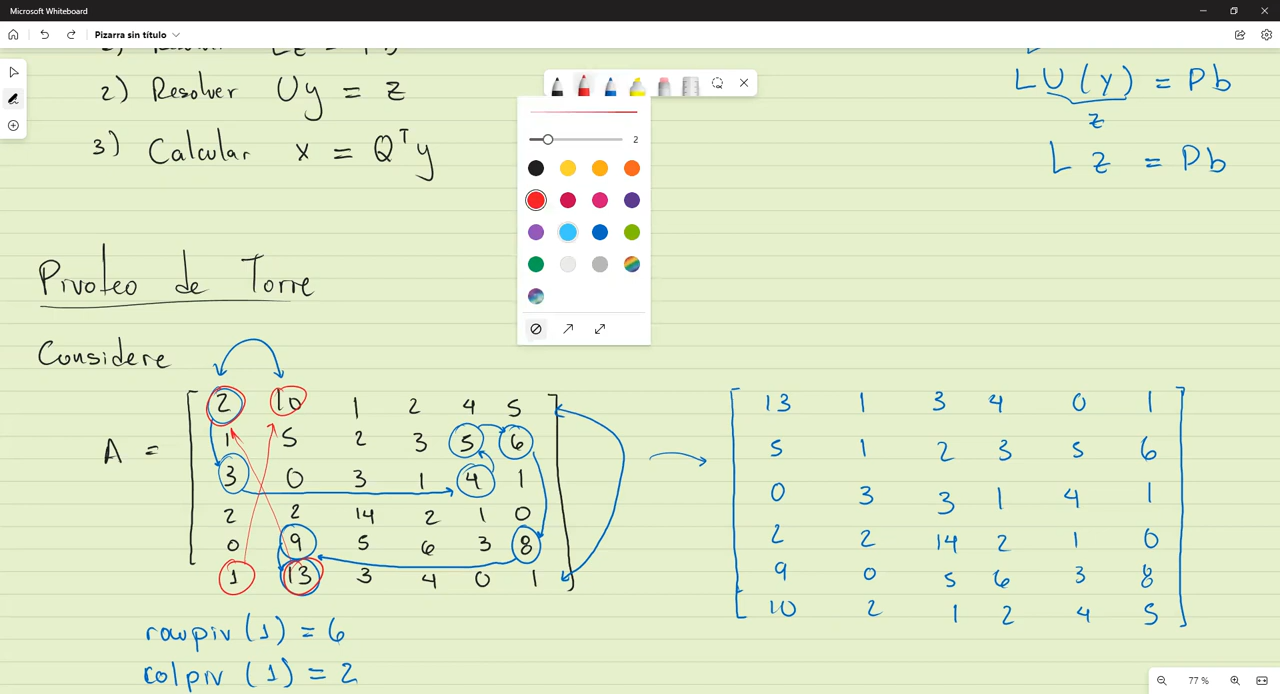 Microsoft Whiteboard
Pizarra sin título
2) Resolver Uy = z
3) Calcular x = Qᵀy
LU(y) = Pb
z
Lz = Pb
2
Pivoteo de Torre
Considere
A =
2 10 1 2 4 5
1 5 2 3 5 6
3 0 3 1 4 1
2 2 14 2 1 0
0 9 5 6 3 8
1 13 3 4 0 1
13 1 3 4 0 1
5 1 2 3 5 6
0 3 3 1 4 1
2 2 14 2 1 0
9 0 5 6 3 8
10 2 1 2 4 5
rowpiv (1) = 6
colpiv (1) = 2
77 %